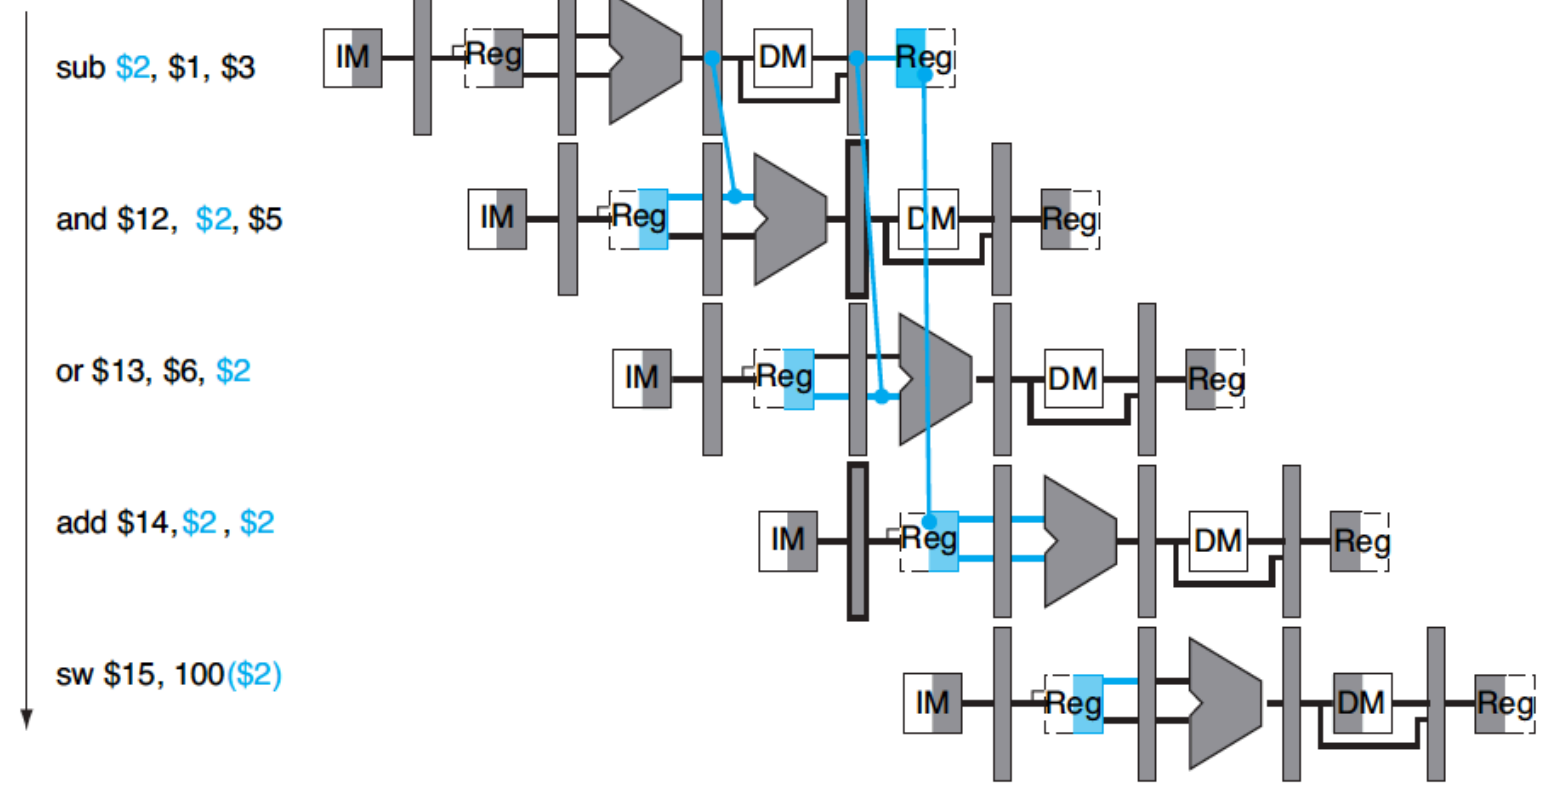 sub $2, $1, $3 IM Reg DM Reg
and $12, $2, $5 IM Reg DM Reg
or $13, $6, $2 IM Reg DM Reg
add $14,$2 , $2 IM Reg DM Reg
sw $15, 100($2) IM Reg DM Reg